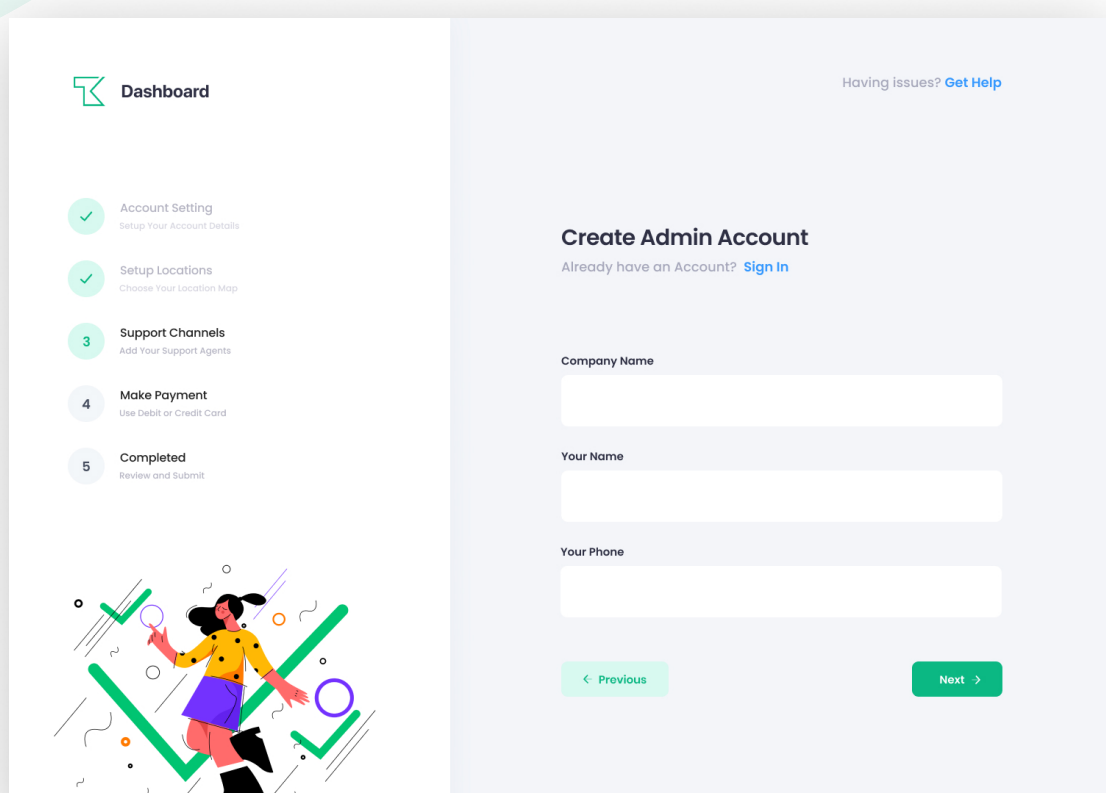 Dashboard
Having issues? Get Help
Account Setting
Setup Your Account Details
Setup Locations
Choose Your Location Map
3
Support Channels
Add Your Support Agents
4
Make Payment
Use Debit or Credit Card
5
Completed
Review and Submit
Create Admin Account
Already have an Account? Sign In
Company Name
Your Name
Your Phone
← Previous
Next →